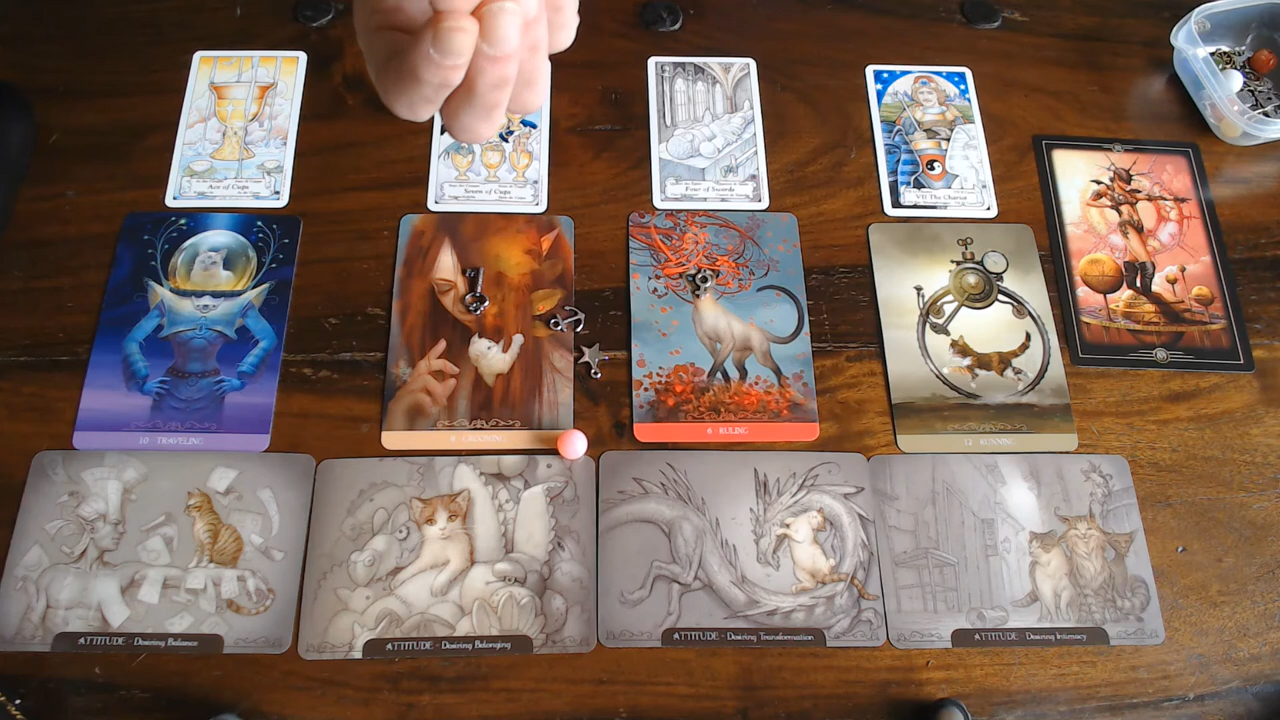 Ace of Cups
Seven of Cups
Four of Swords
VII The Chariot
10 · TRAVELING
8 · GROOMING
6 · RULING
12 · RUNNING
ATTITUDE - Desiring Balance
ATTITUDE - Desiring Belonging
ATTITUDE - Desiring Transformation
ATTITUDE - Desiring Intimacy